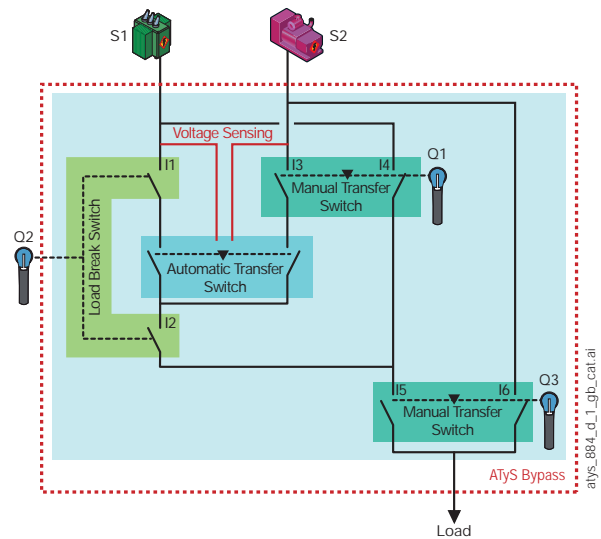 S1
S2
Voltage Sensing
I1
I3
I4
Q1
Manual Transfer
Switch
Q2
Load Break Switch
Automatic Transfer
Switch
I2
I5
I6
Q3
Manual Transfer
Switch
ATyS Bypass
Load
atys_884_d_1_gb_cat.ai